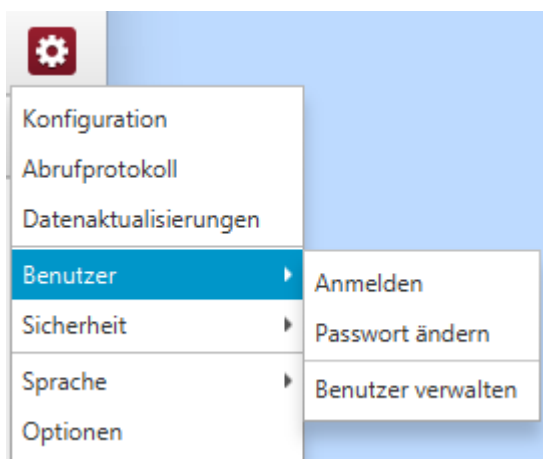 Konfiguration
Abrufprotokoll
Datenaktualisierungen
Benutzer
Sicherheit
Sprache
Optionen
Anmelden
Passwort ändern
Benutzer verwalten